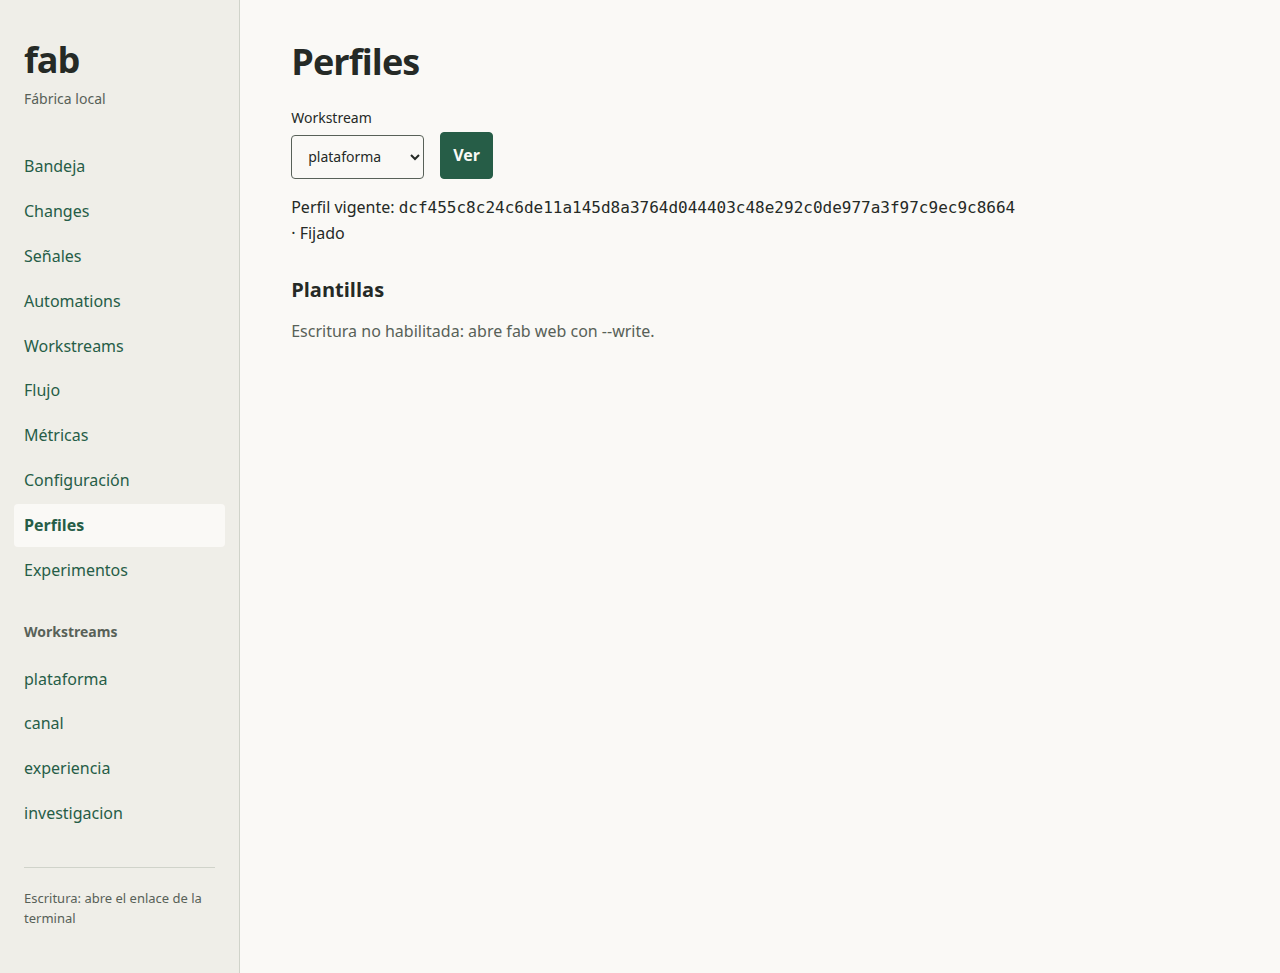 fab
Fábrica local
Bandeja
Changes
Señales
Automations
Workstreams
Flujo
Métricas
Configuración
Perfiles
Experimentos
Workstreams
plataforma
canal
experiencia
investigacion
Escritura: abre el enlace de la
terminal
Perfiles
Workstream
plataforma
Ver
Perfil vigente: dcf455c8c24c6de11a145d8a3764d044403c48e292c0de977a3f97c9ec9c8664
· Fijado
Plantillas
Escritura no habilitada: abre fab web con --write.